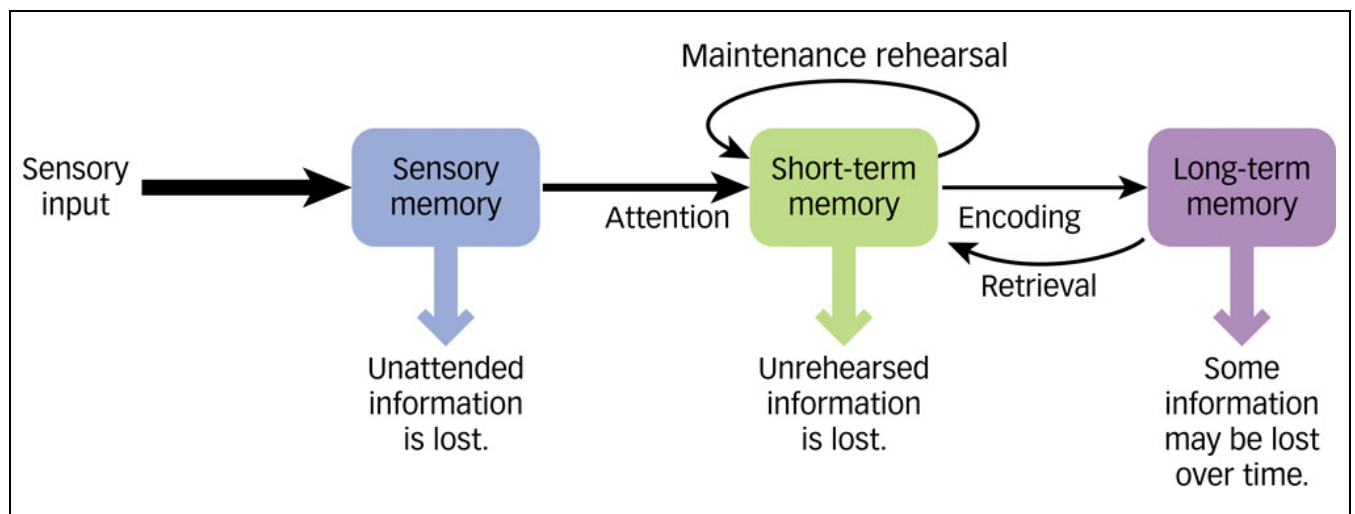 Maintenance rehearsal
Sensory
input
Sensory
memory
Attention
Short-term
memory
Encoding
Retrieval
Long-term
memory
Unattended
information
is lost.
Unrehearsed
information
is lost.
Some
information
may be lost
over time.